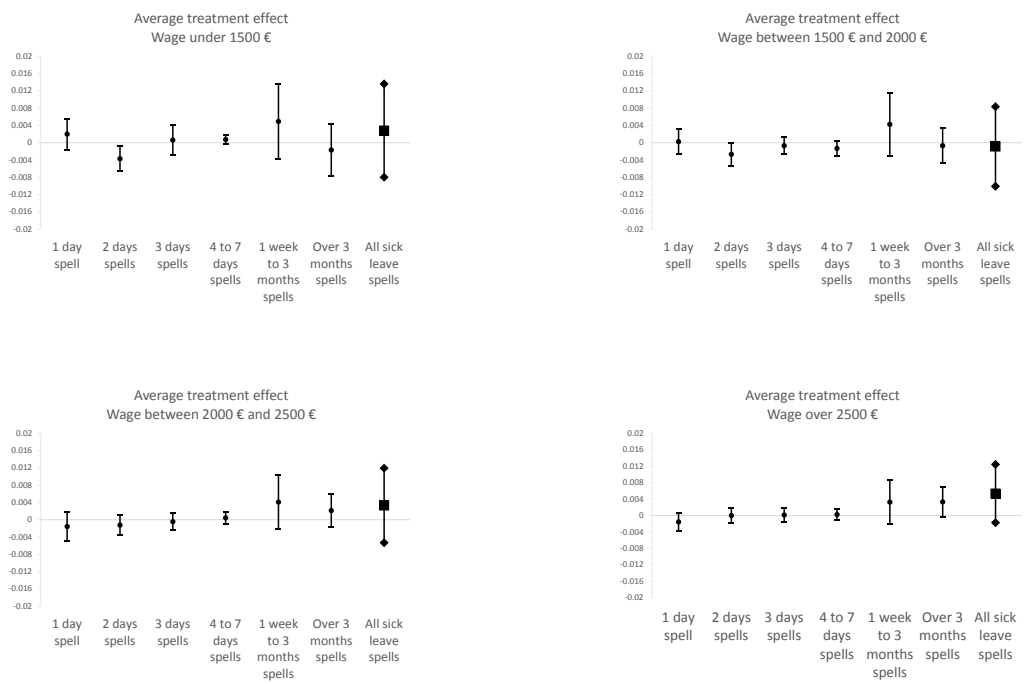 Average treatment effect
Wage under 1500 €
0.02
0.016
0.012
0.008
0.004
0
-0.004
-0.008
-0.012
-0.016
-0.02
1 day
spell
2 days
spells
3 days
spells
4 to 7
days
spells
1 week
to 3
months
spells
Over 3
months
spells
All sick
leave
spells
Average treatment effect
Wage between 1500 € and 2000 €
0.02
0.016
0.012
0.008
0.004
0
-0.004
-0.008
-0.012
-0.016
-0.02
1 day
spell
2 days
spells
3 days
spells
4 to 7
days
spells
1 week
to 3
months
spells
Over 3
months
spells
All sick
leave
spells
Average treatment effect
Wage between 2000 € and 2500 €
0.02
0.016
0.012
0.008
0.004
0
-0.004
-0.008
-0.012
-0.016
-0.02
1 day
spell
2 days
spells
3 days
spells
4 to 7
days
spells
1 week
to 3
months
spells
Over 3
months
spells
All sick
leave
spells
Average treatment effect
Wage over 2500 €
0.02
0.016
0.012
0.008
0.004
0
-0.004
-0.008
-0.012
-0.016
-0.02
1 day
spell
2 days
spells
3 days
spells
4 to 7
days
spells
1 week
to 3
months
spells
Over 3
months
spells
All sick
leave
spells